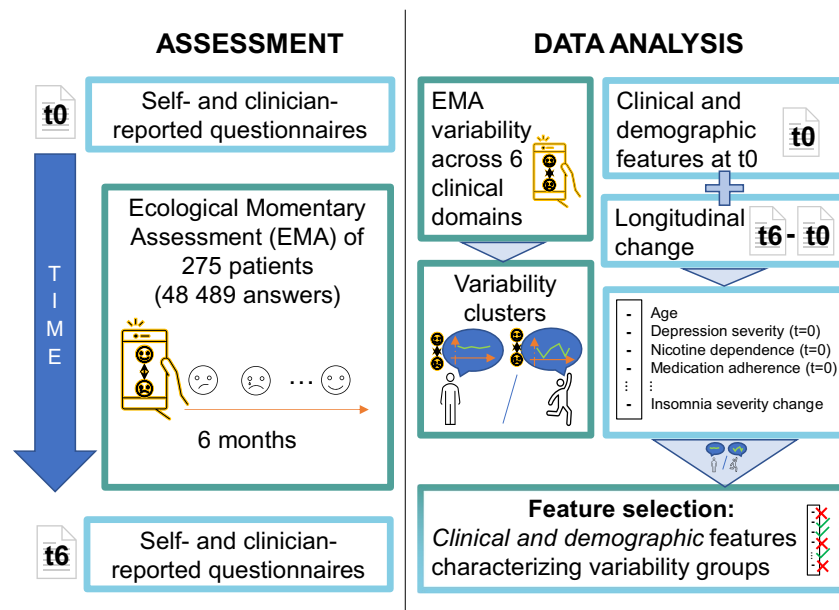 ASSESSMENT
t0
Self- and clinician-
reported questionnaires
T
I
M
E
Ecological Momentary
Assessment (EMA) of
275 patients
(48 489 answers)
...
6 months
t6
Self- and clinician-
reported questionnaires
DATA ANALYSIS
EMA
variability
across 6
clinical
domains
Clinical and
demographic
features at t0
t0
Longitudinal
change
t6 - t0
Variability
clusters
- Age
- Depression severity (t=0)
- Nicotine dependence (t=0)
- Medication adherence (t=0)
⋮ ⋮
- Insomnia severity change
Feature selection:
Clinical and demographic features
characterizing variability groups